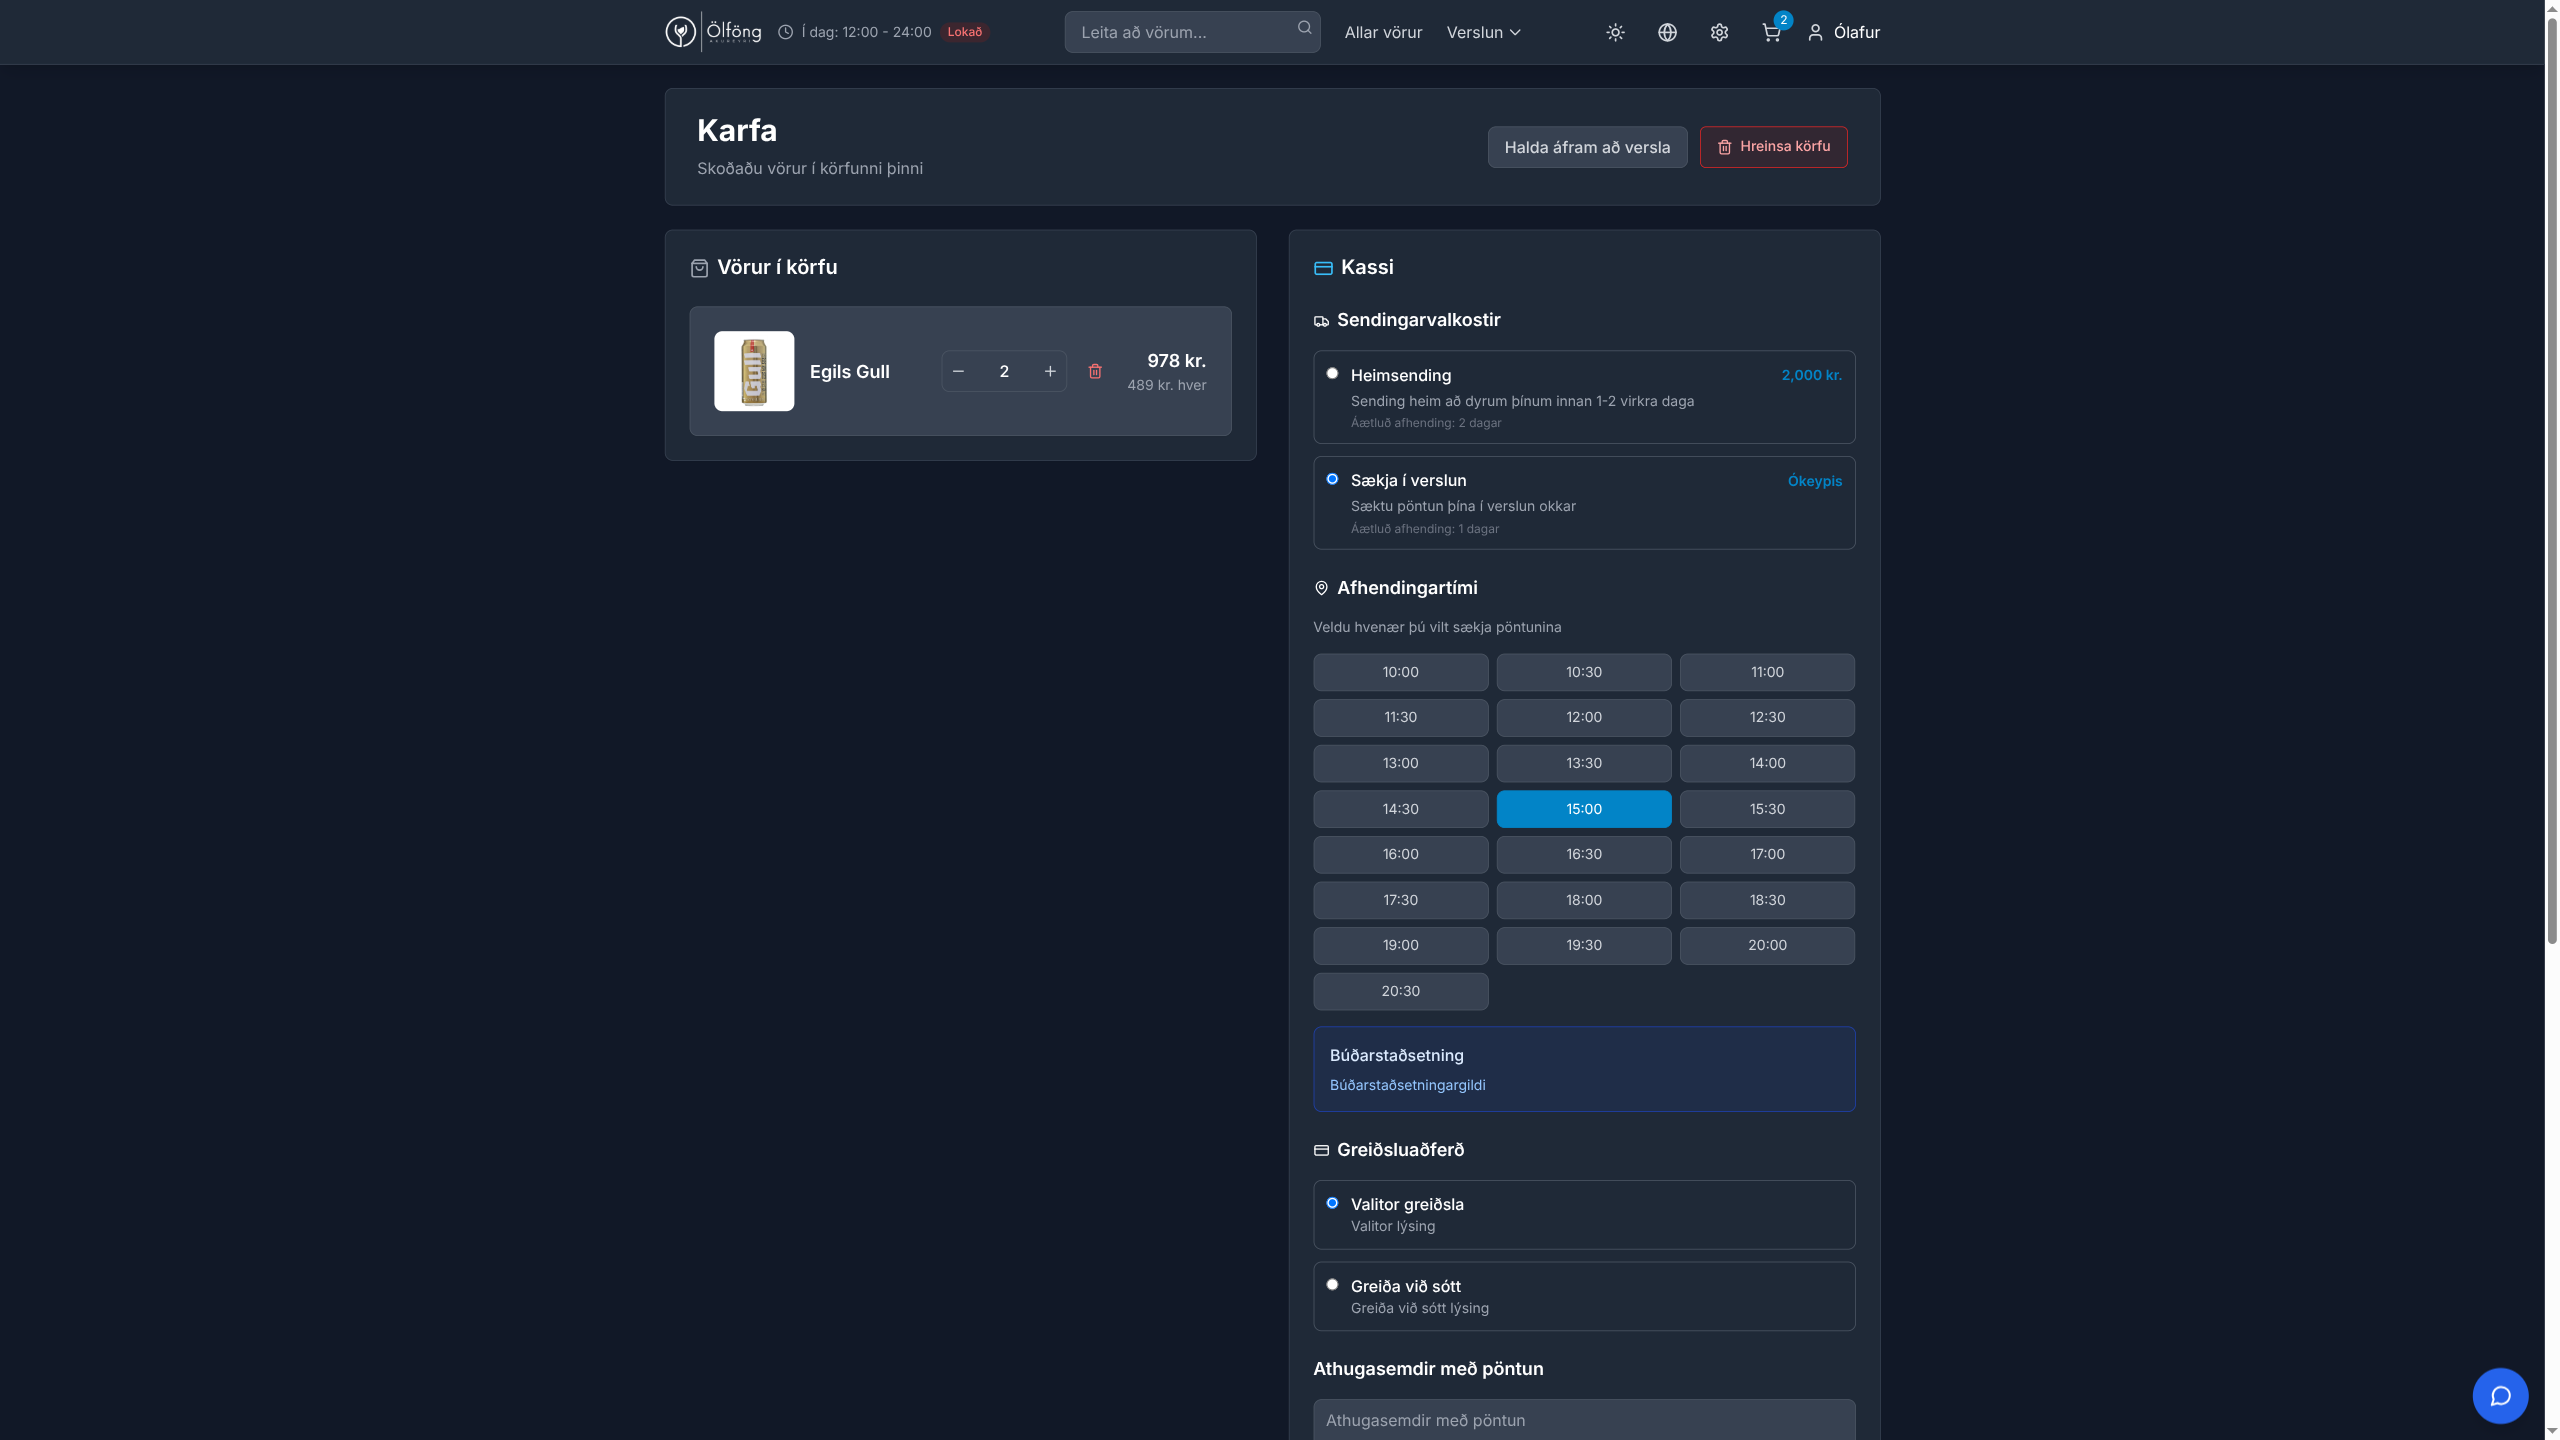 Ölföng
Í dag: 12:00 - 24:00
Lokað
Leita að vörum...
Allar vörur
Verslun
2
Ólafur
Karfa
Skoðaðu vörur í körfunni þinni
Halda áfram að versla
Hreinsa körfu
Vörur í körfu
GULL
Egils Gull
2
978 kr.
489 kr. hver
Kassi
Sendingarvalkostir
Heimsending
2,000 kr.
Sending heim að dyrum þínum innan 1-2 virkra daga
Áætluð afhending: 2 dagar
Sækja í verslun
Ókeypis
Sæktu pöntun þína í verslun okkar
Áætluð afhending: 1 dagar
Afhendingartími
Veldu hvenær þú vilt sækja pöntunina
10:00
10:30
11:00
11:30
12:00
12:30
13:00
13:30
14:00
14:30
15:00
15:30
16:00
16:30
17:00
17:30
18:00
18:30
19:00
19:30
20:00
20:30
Búðarstaðsetning
Búðarstaðsetningargildi
Greiðsluaðferð
Valitor greiðsla
Valitor lýsing
Greiða við sótt
Greiða við sótt lýsing
Athugasemdir með pöntun
Athugasemdir með pöntun